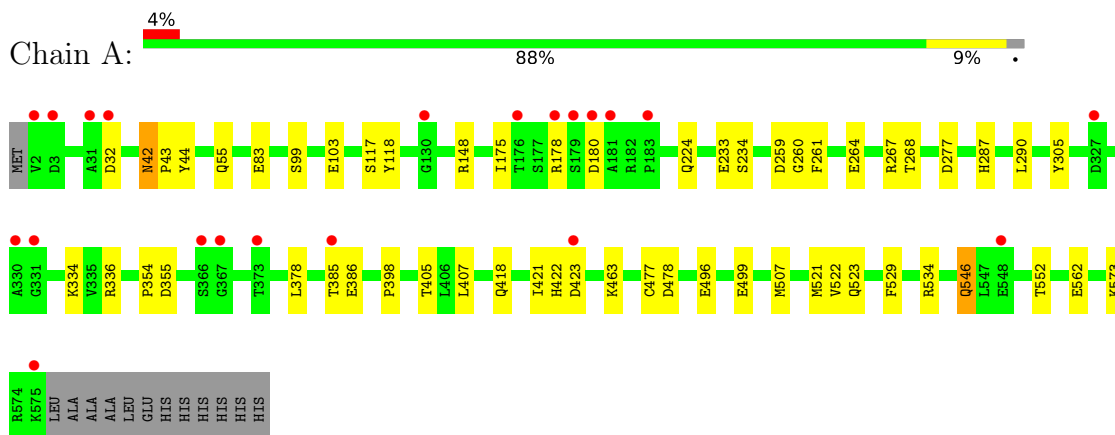 4%
Chain A:
88% 9% •
MET V2 D3 A31 D32 N42 P43 Y44 Q55 E83 S99 E103 S117 Y118 G130 R148 I175 T176 S177 R178 S179 D180 A181 R182 P183 Q224 E233 S234 D259 G260 F261 E264 R267 T268 D277 H287 L290 Y305 D327
A330 G331 K334 V335 R336 P354 D355 S366 G367 T373 L378 T385 E386 P398 T405 L406 L407 Q418 I421 H422 D423 K463 C477 D478 E496 E499 M507 M521 V522 Q523 F529 R534 Q546 L547 E548 T552 E562 K573
R574 K575 LEU ALA ALA ALA LEU GLU HIS HIS HIS HIS HIS HIS